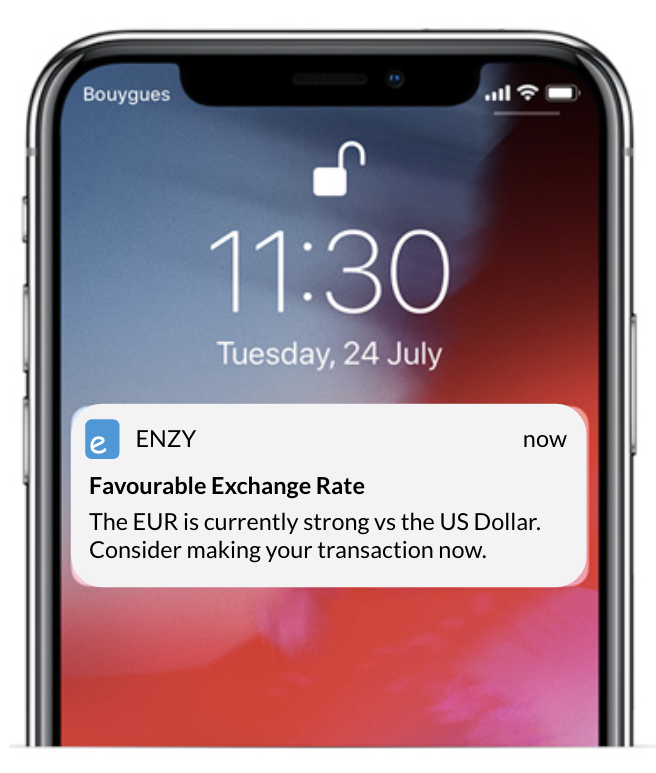 Bouygues
11:30
Tuesday, 24 July
e ENZY now
Favourable Exchange Rate
The EUR is currently strong vs the US Dollar.
Consider making your transaction now.